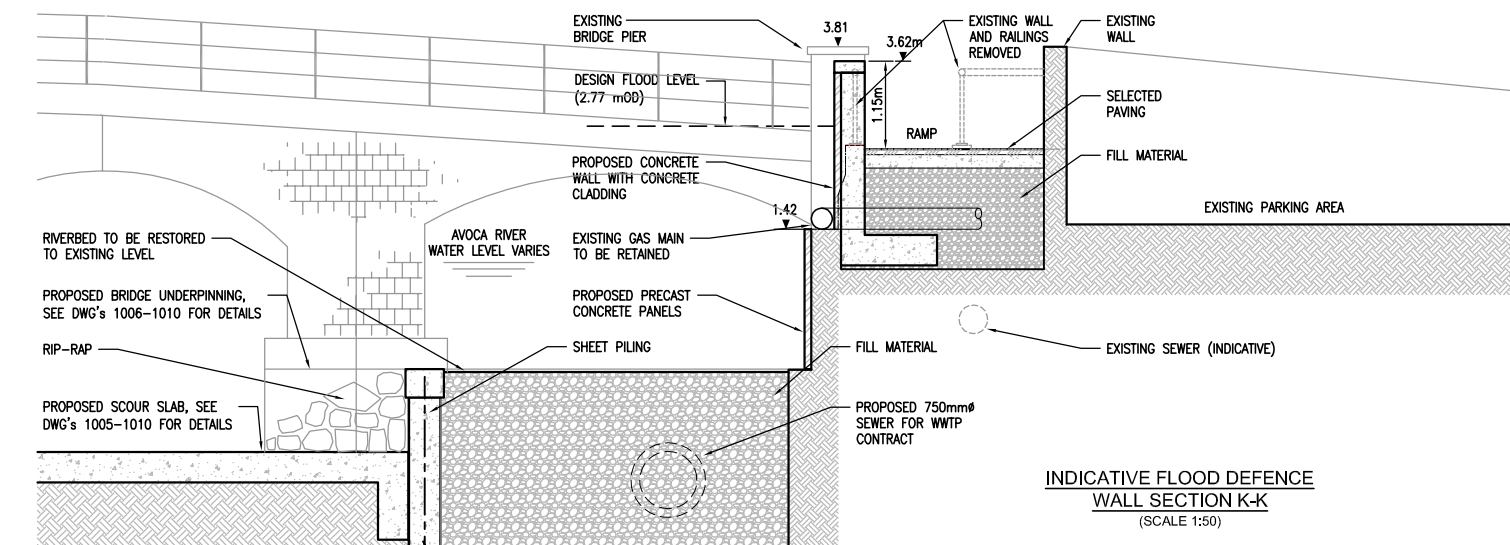 EXISTING
BRIDGE PIER
3.81
3.62m
EXISTING WALL
AND RAILINGS
REMOVED
EXISTING
WALL
DESIGN FLOOD LEVEL
(2.77 mOD)
1.15m
RAMP
SELECTED
PAVING
PROPOSED CONCRETE
WALL WITH CONCRETE
CLADDING
FILL MATERIAL
1.42
EXISTING PARKING AREA
RIVERBED TO BE RESTORED
TO EXISTING LEVEL
AVOCA RIVER
WATER LEVEL VARIES
EXISTING GAS MAIN
TO BE RETAINED
PROPOSED BRIDGE UNDERPINNING,
SEE DWG's 1006-1010 FOR DETAILS
PROPOSED PRECAST
CONCRETE PANELS
RIP-RAP
SHEET PILING
FILL MATERIAL
EXISTING SEWER (INDICATIVE)
PROPOSED SCOUR SLAB, SEE
DWG's 1005-1010 FOR DETAILS
PROPOSED 750mmø
SEWER FOR WWTP
CONTRACT
INDICATIVE FLOOD DEFENCE
WALL SECTION K-K
(SCALE 1:50)